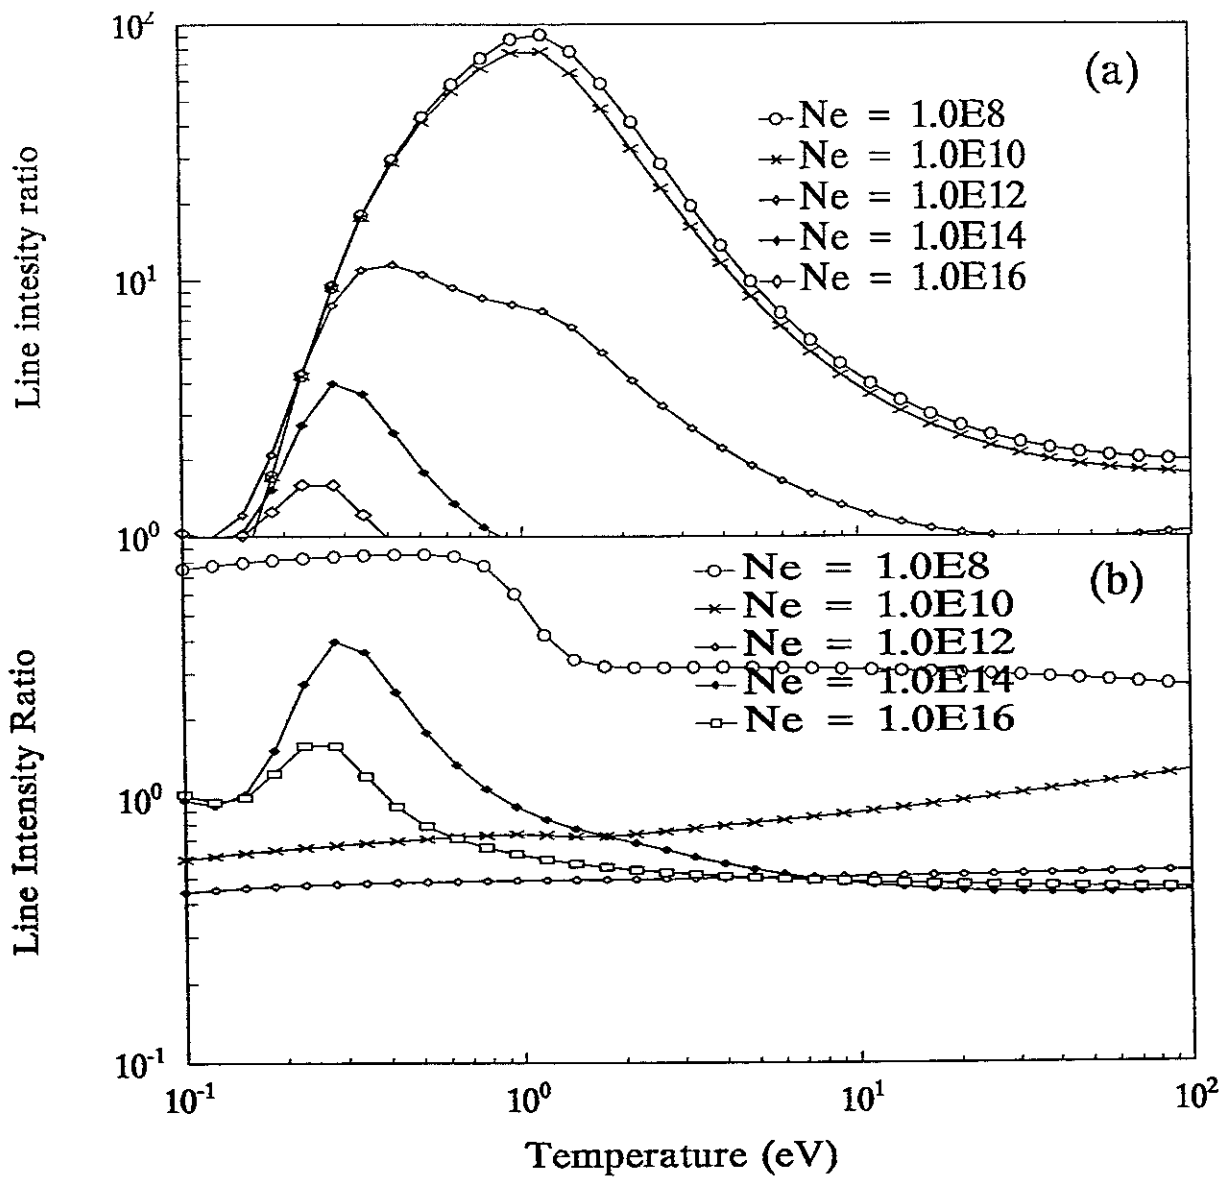 10²
(a)
Ne = 1.0E8
Ne = 1.0E10
Ne = 1.0E12
Ne = 1.0E14
Ne = 1.0E16
Line intesity ratio
10¹
10⁰
(b)
Ne = 1.0E8
Ne = 1.0E10
Ne = 1.0E12
Ne = 1.0E14
Ne = 1.0E16
Line Intensity Ratio
10⁰
10⁻¹
10⁻¹ 10⁰ 10¹ 10²
Temperature (eV)